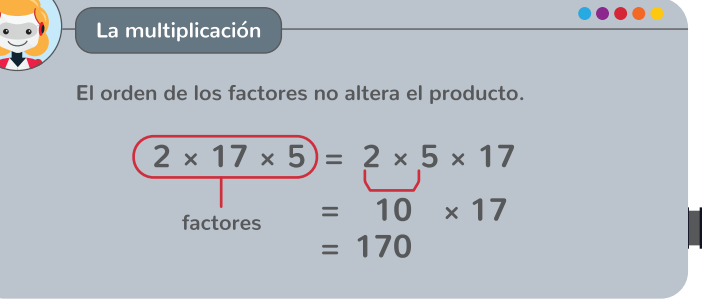 La multiplicación
El orden de los factores no altera el producto.
2 × 17 × 5 = 2 × 5 × 17
factores
= 10 × 17
= 170